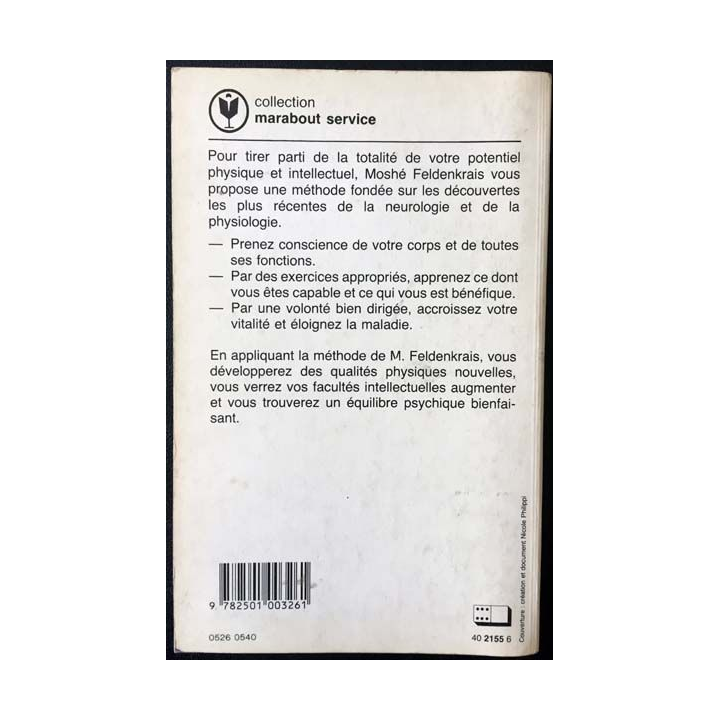 collection
marabout service
Pour tirer parti de la totalité de votre potentiel
physique et intellectuel, Moshé Feldenkrais vous
propose une méthode fondée sur les découvertes
les plus récentes de la neurologie et de la
physiologie.
— Prenez conscience de votre corps et de toutes
ses fonctions.
— Par des exercices appropriés, apprenez ce dont
vous êtes capable et ce qui vous est bénéfique.
— Par une volonté bien dirigée, accroissez votre
vitalité et éloignez la maladie.
En appliquant la méthode de M. Feldenkrais, vous
développerez des qualités physiques nouvelles,
vous verrez vos facultés intellectuelles augmenter
et vous trouverez un équilibre psychique bienfai-
sant.
Couverture : création et document Nicole Philippi
9 782501 003261
0526 0540
40 2155 6